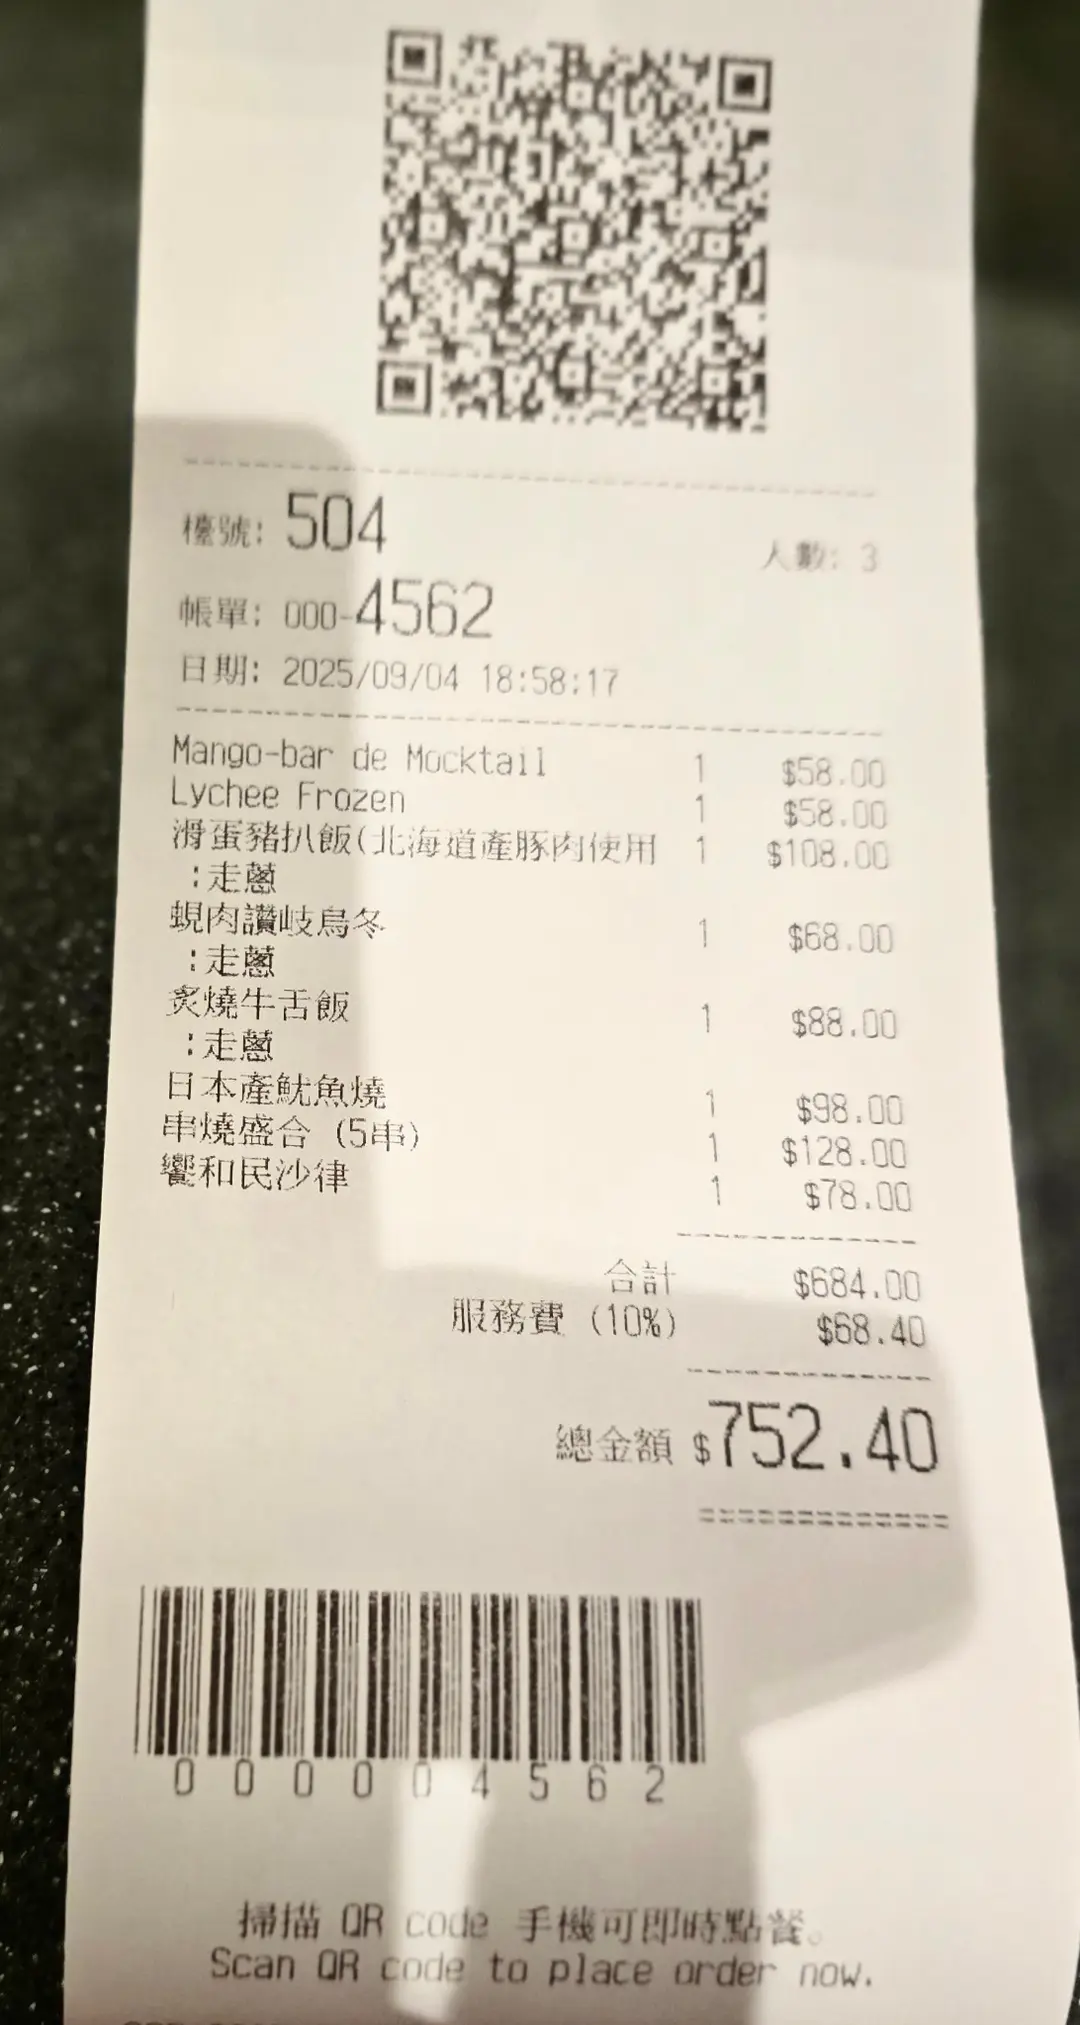 檯號: 504 人數: 3
帳單: 000-4562
日期: 2025/09/04 18:58:17
Mango-bar de Mocktail 1 $58.00
Lychee Frozen 1 $58.00
滑蛋豬扒飯(北海道產豚肉使用 1 $108.00
:走蔥
蜆肉讚岐烏冬 1 $68.00
:走蔥
炙燒牛舌飯 1 $88.00
:走蔥
日本產魷魚燒 1 $98.00
串燒盛合 (5串) 1 $128.00
饗和民沙律 1 $78.00
合計 $684.00
服務費 (10%) $68.40
總金額 $752.40
000004562
掃描 QR code 手機可即時點餐。
Scan QR code to place order now.